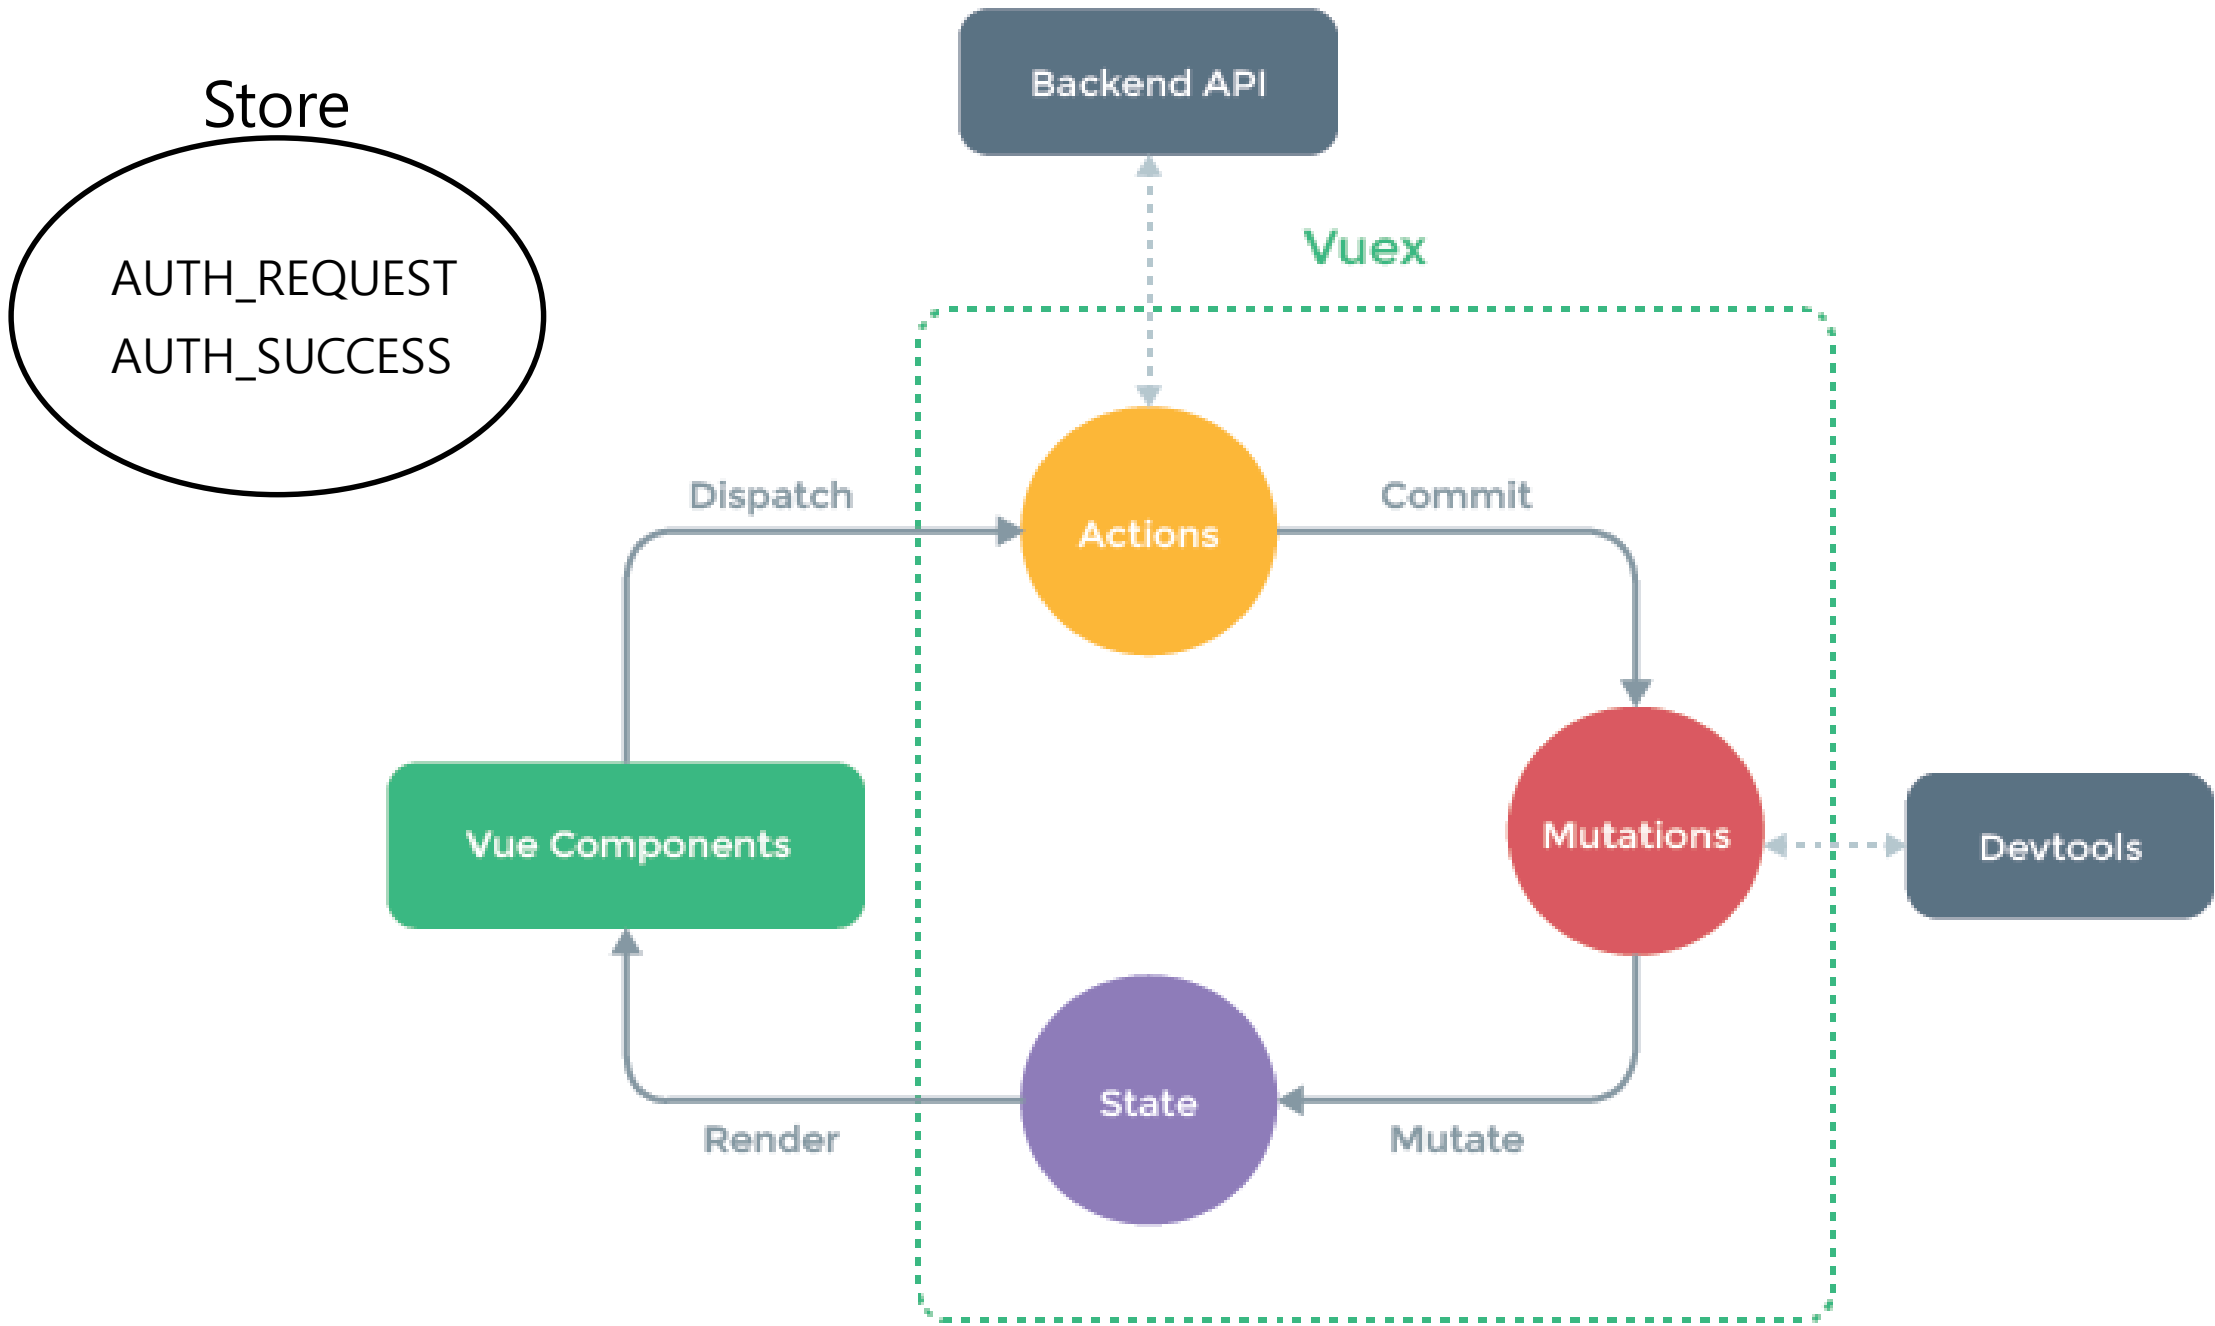 Store
AUTH_REQUEST
AUTH_SUCCESS
Backend API
Vuex
Dispatch
Actions
Commit
Vue Components
Mutations
Devtools
State
Render
Mutate